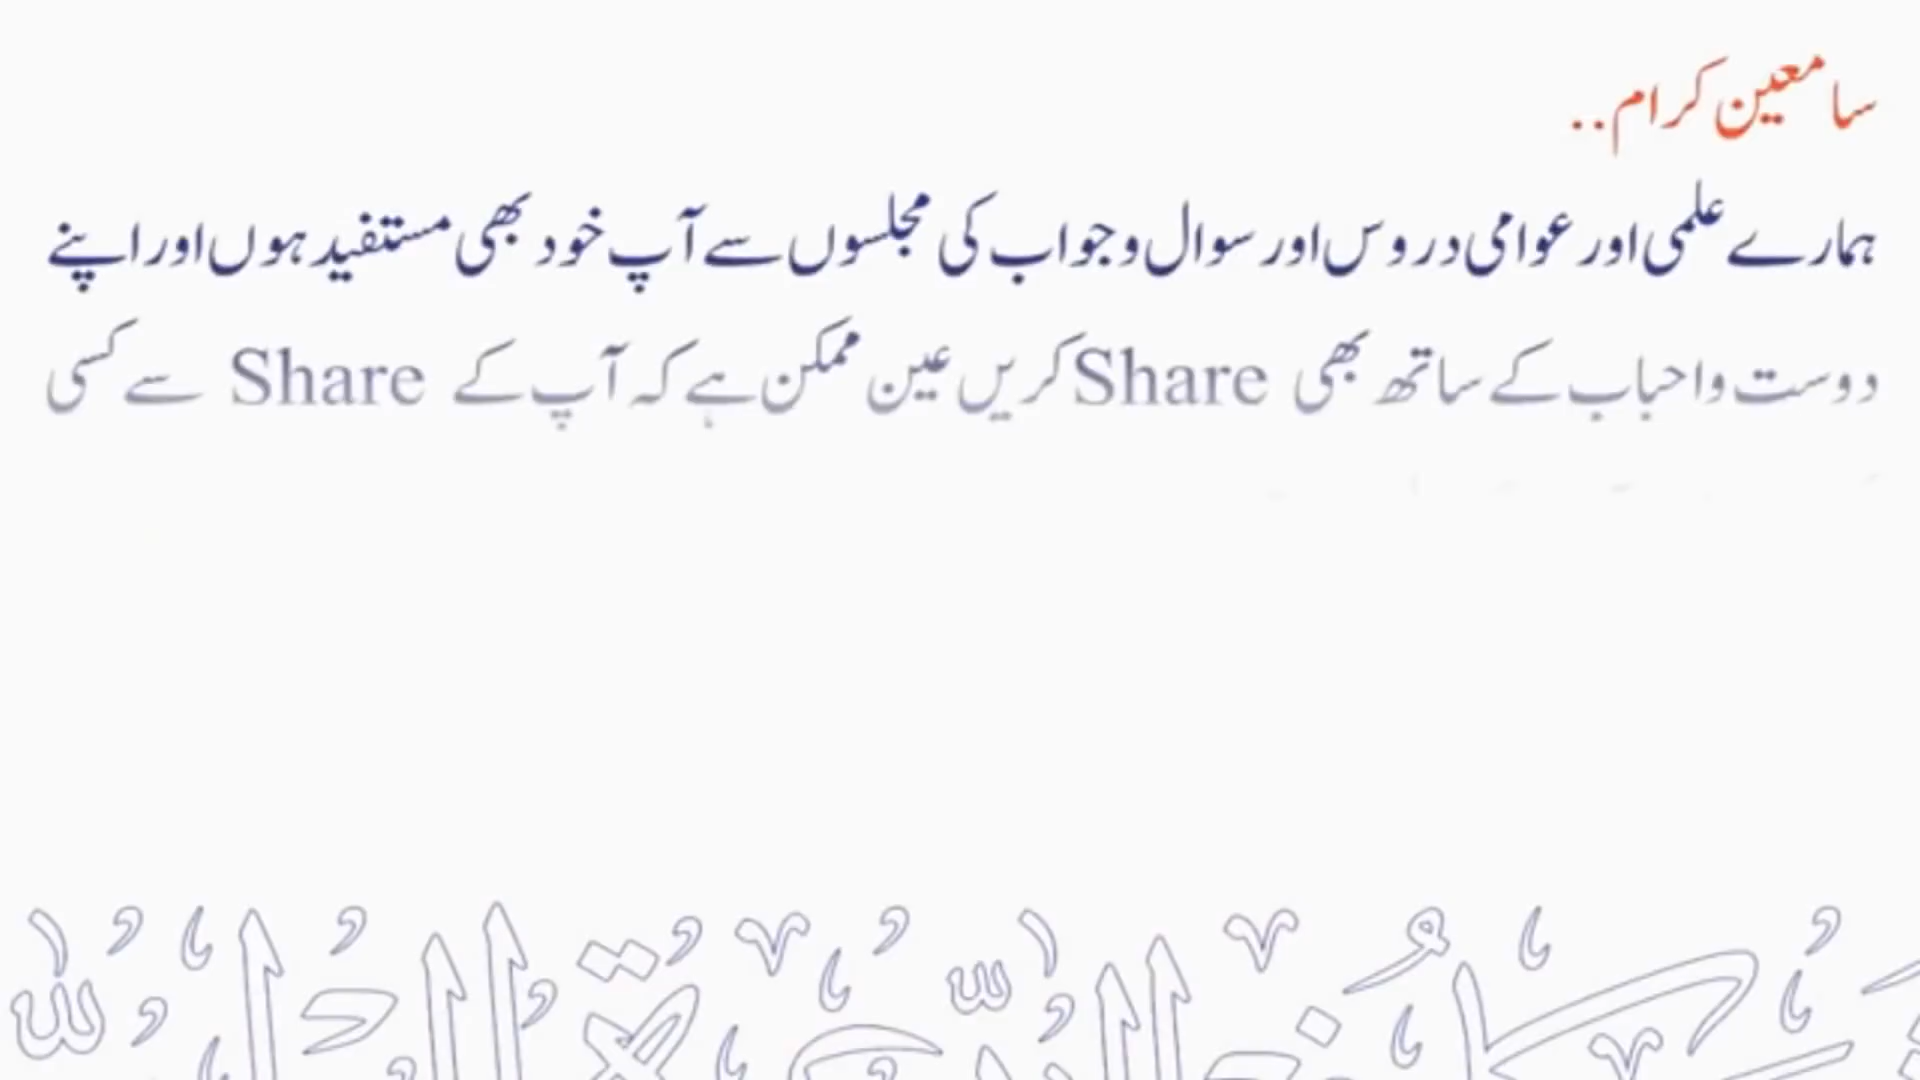 سامعین کرام..
ہمارے علمی اور عوامی دروس اور سوال و جواب کی مجلسوں سے آپ خود بھی مستفید ہوں اور اپنے
دوست واحباب کے ساتھ بھی Share کریں عین ممکن ہے کہ آپ کے Share سے کسی